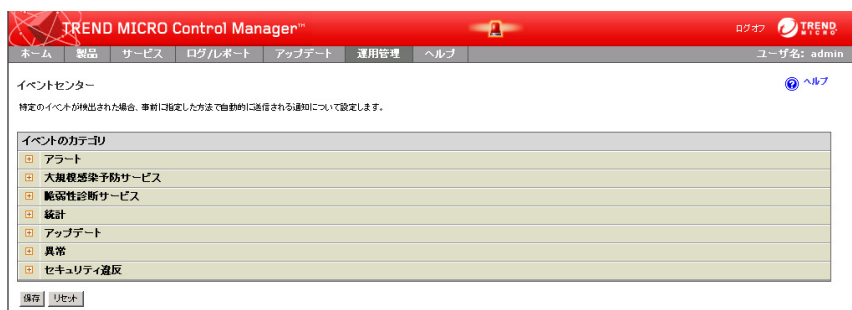 TREND MICRO Control Manager™
ログオフ
TREND MICRO
ホーム 製品 サービス ログ/レポート アップデート 運用管理 ヘルプ
ユーザ名: admin
イベントセンター
ヘルプ
特定のイベントが検出された場合、事前に指定した方法で自動的に送信される通知について設定します。
イベントのカテゴリ
アラート
大規模感染予防サービス
脆弱性診断サービス
統計
アップデート
異常
セキュリティ違反
保存 リセット